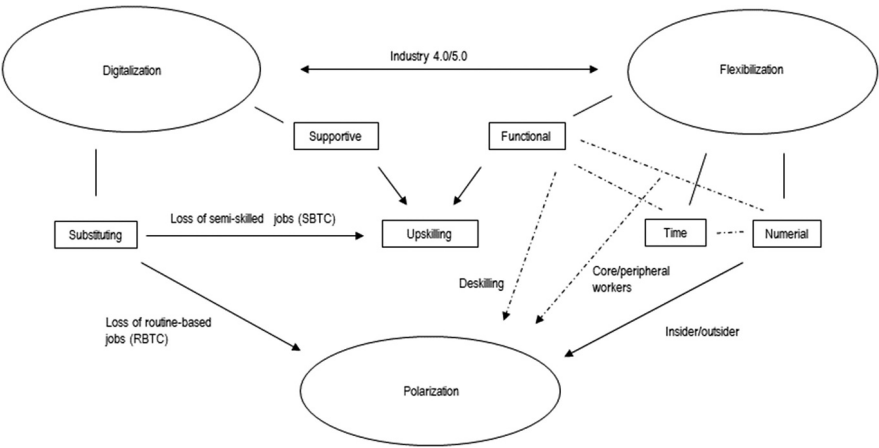 Industry 4.0/5.0
Digitalization
Flexibilization
Supportive
Functional
Loss of semi-skilled jobs (SBTC)
Substituting
Upskilling
Time
Numerial
Deskilling
Core/peripheral
workers
Loss of routine-based
jobs (RBTC)
Insider/outsider
Polarization